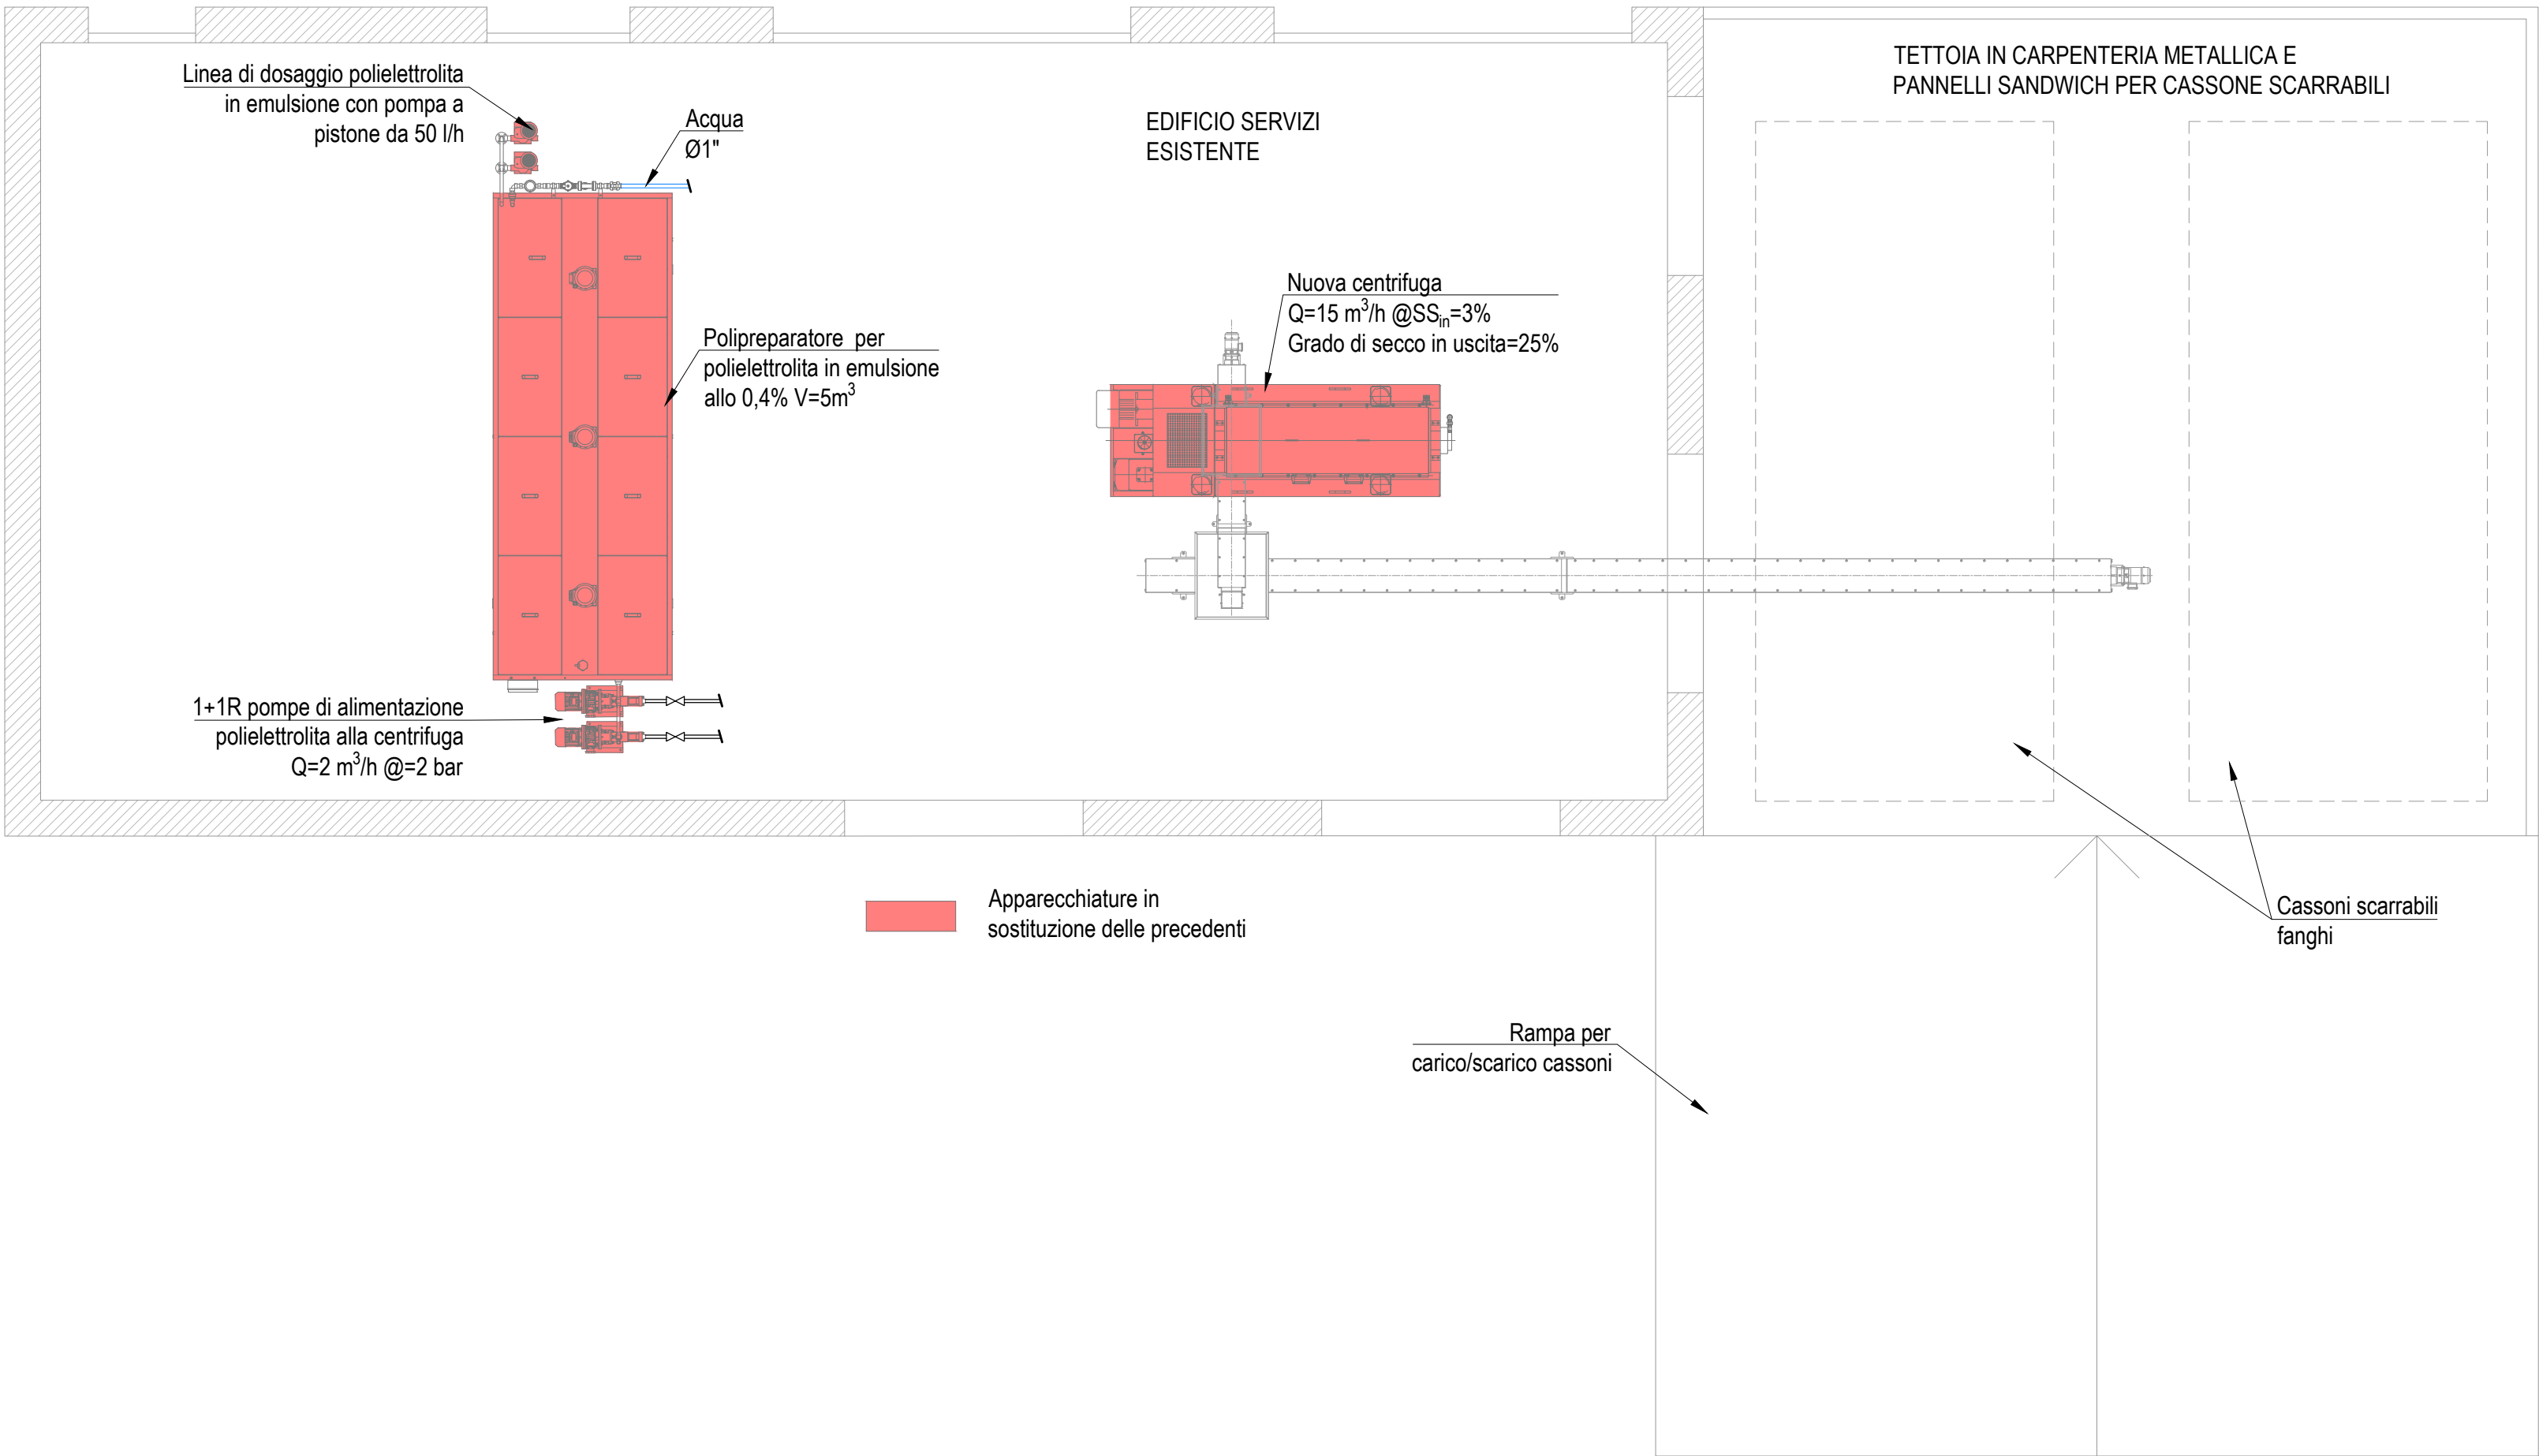 TETTOIA IN CARPENTERIA METALLICA E
PANNELLI SANDWICH PER CASSONE SCARRABILI
Linea di dosaggio polielettrolita
in emulsione con pompa a
pistone da 50 l/h
Acqua
Ø1"
EDIFICIO SERVIZI
ESISTENTE
Nuova centrifuga
Q=15 m³/h @SSin=3%
Grado di secco in uscita=25%
Polipreparatore per
polielettrolita in emulsione
allo 0,4% V=5m³
1+1R pompe di alimentazione
polielettrolita alla centrifuga
Q=2 m³/h @=2 bar
Apparecchiature in
sostituzione delle precedenti
Cassoni scarrabili
fanghi
Rampa per
carico/scarico cassoni